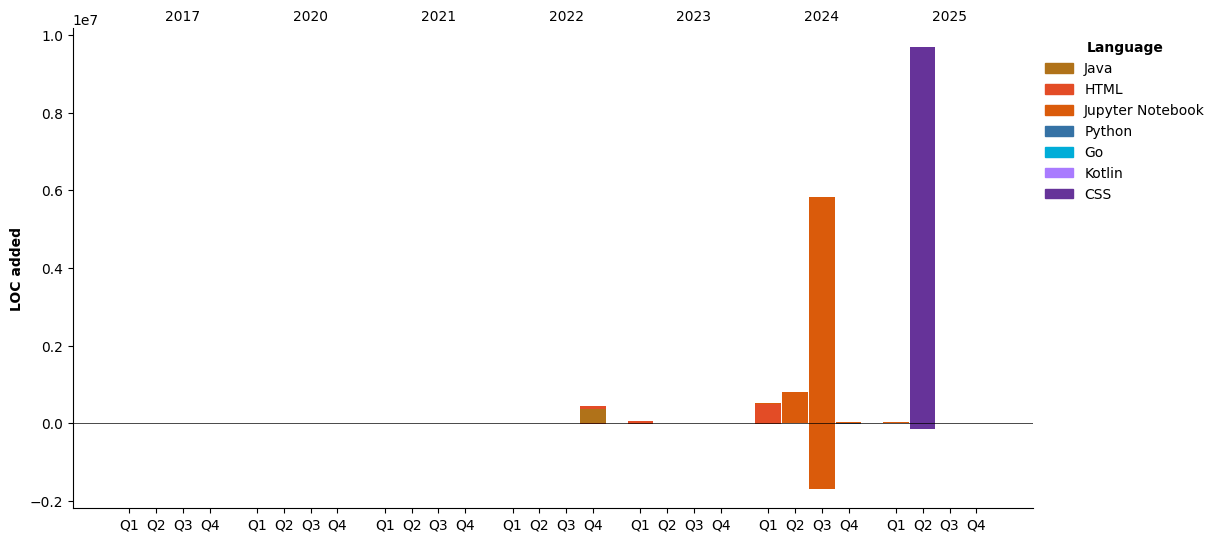 1e7
2017 2020 2021 2022 2023 2024 2025
LOC added
1.0
0.8
0.6
0.4
0.2
0.0
−0.2
Q1 Q2 Q3 Q4 Q1 Q2 Q3 Q4 Q1 Q2 Q3 Q4 Q1 Q2 Q3 Q4 Q1 Q2 Q3 Q4 Q1 Q2 Q3 Q4 Q1 Q2 Q3 Q4
Language
Java
HTML
Jupyter Notebook
Python
Go
Kotlin
CSS